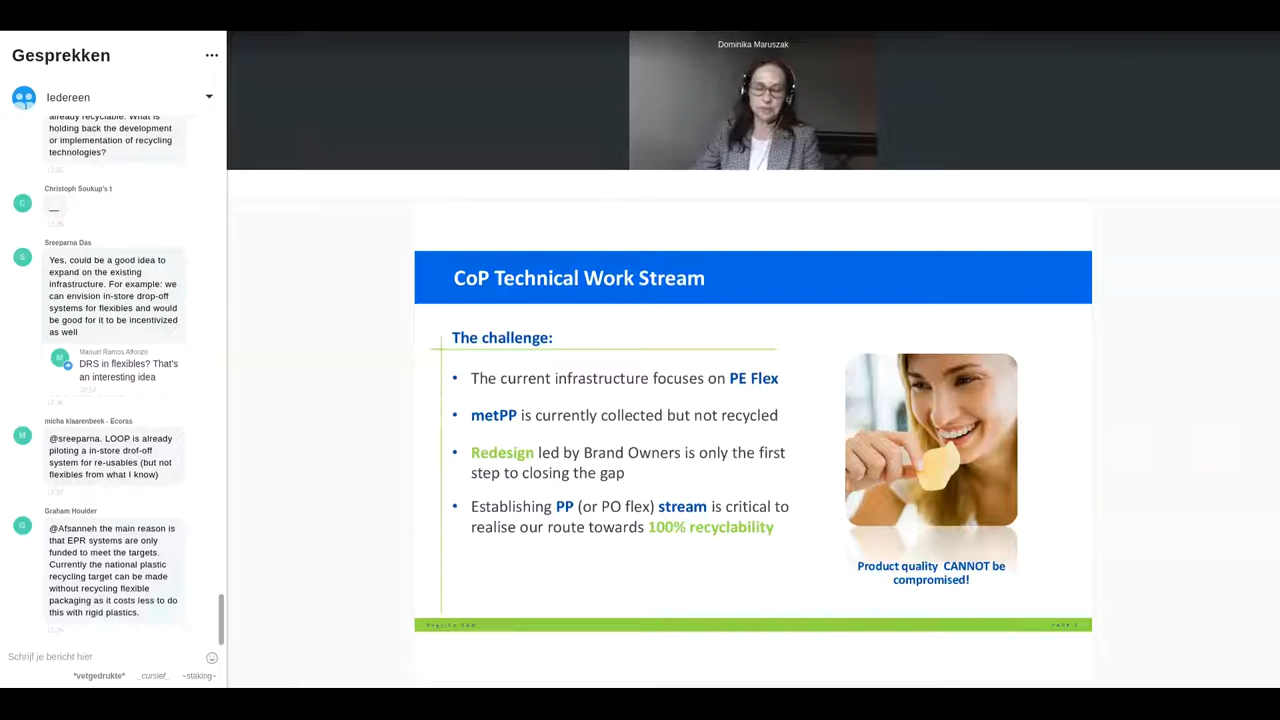 Gesprekken
Iedereen
already recyclable. What is
holding back the development
or implementation of recycling
technologies?
Christoph Soukup's t
—
Sreeparna Das
Yes, could be a good idea to
expand on the existing
infrastructure. For example: we
can envision in-store drop-off
systems for flexibles and would
be good for it to be incentivized
as well
Manuel Ramos Alfonzo
DRS in flexibles? That's
an interesting idea
micha klaarenbeek - Ecoras
@sreeparna. LOOP is already
piloting a in-store drof-off
system for re-usables (but not
flexibles from what I know)
Graham Houlder
@Afsanneh the main reason is
that EPR systems are only
funded to meet the targets.
Currently the national plastic
recycling target can be made
without recycling flexible
packaging as it costs less to do
this with rigid plastics.
Schrijf je bericht hier
*vetgedrukte* _cursief_ ~staking~
Dominika Maruszak
CoP Technical Work Stream
The challenge:
• The current infrastructure focuses on PE Flex
• metPP is currently collected but not recycled
• Redesign led by Brand Owners is only the first
step to closing the gap
• Establishing PP (or PO flex) stream is critical to
realise our route towards 100% recyclability
Product quality CANNOT be
compromised!